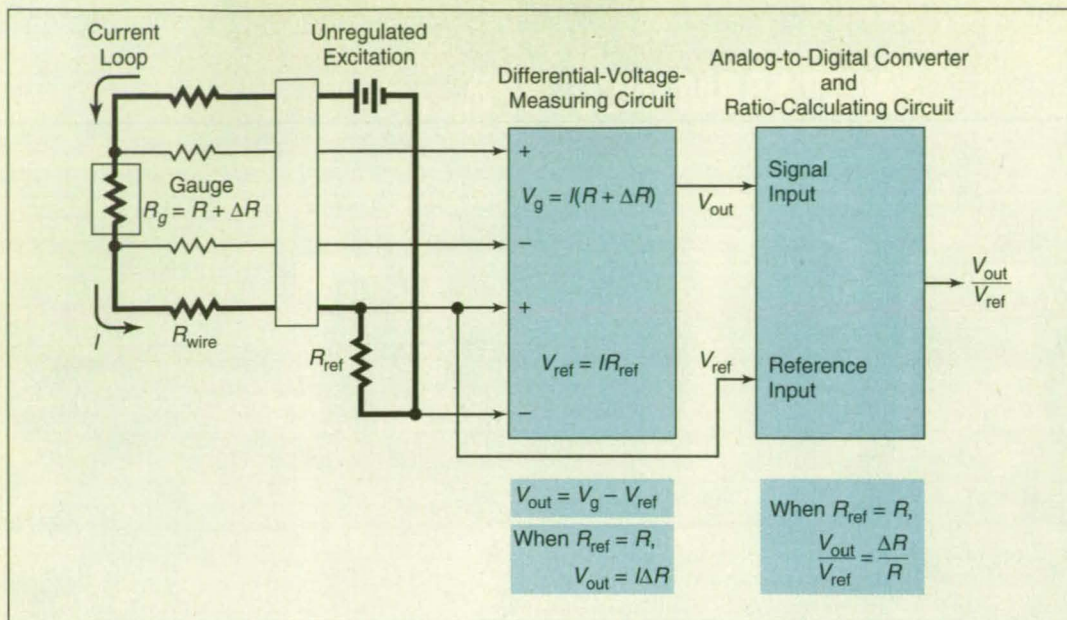 Current
Loop
Unregulated
Excitation
Differential-Voltage-
Measuring Circuit
Analog-to-Digital Converter
and
Ratio-Calculating Circuit
Gauge
R_g = R + ΔR
I
R_wire
R_ref
+
V_g = I(R + ΔR)
−
+
V_ref = IR_ref
−
V_out
V_ref
Signal
Input
Reference
Input
V_out
V_ref
V_out = V_g − V_ref
When R_ref = R,
V_out = IΔR
When R_ref = R,
V_out/V_ref = ΔR/R